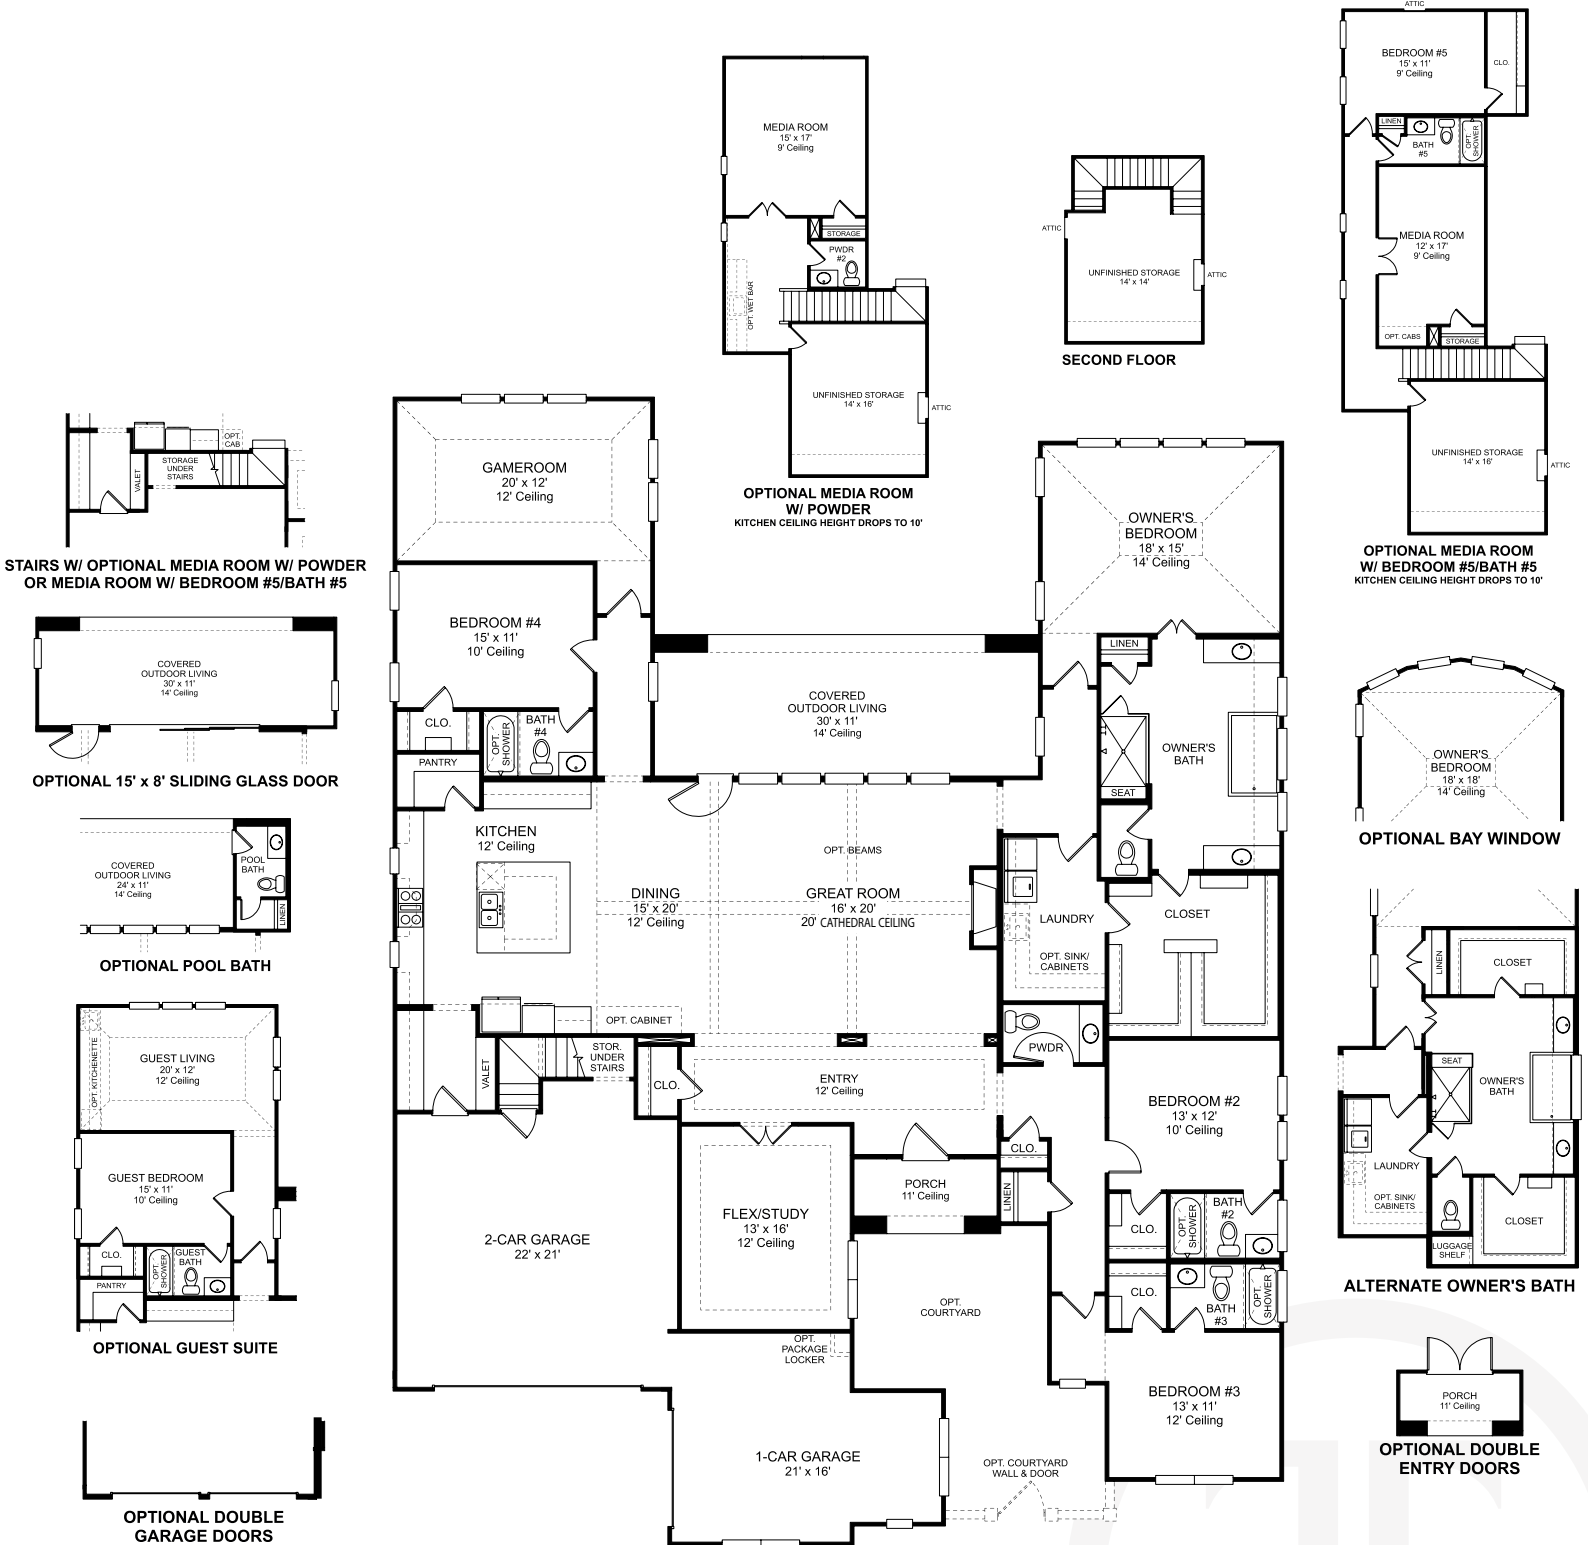 ATTIC
BEDROOM #5
15' x 11'
9' Ceiling
CLO.
LINEN
BATH
#5
OPT.
SHOWER
MEDIA ROOM
12' x 17'
9' Ceiling
OPT. CABS
STORAGE
UNFINISHED STORAGE
14' x 16'
ATTIC
OPTIONAL MEDIA ROOM
W/ BEDROOM #5/BATH #5
KITCHEN CEILING HEIGHT DROPS TO 10'
MEDIA ROOM
15' x 17'
9' Ceiling
STORAGE
PWDR
#2
OPT. WET BAR
UNFINISHED STORAGE
14' x 16'
ATTIC
OPTIONAL MEDIA ROOM
W/ POWDER
KITCHEN CEILING HEIGHT DROPS TO 10'
ATTIC
UNFINISHED STORAGE
14' x 14'
ATTIC
SECOND FLOOR
OPT.
CAB
STORAGE
UNDER
STAIRS
VALET
STAIRS W/ OPTIONAL MEDIA ROOM W/ POWDER
OR MEDIA ROOM W/ BEDROOM #5/BATH #5
COVERED
OUTDOOR LIVING
30' x 11'
14' Ceiling
OPTIONAL 15' x 8' SLIDING GLASS DOOR
COVERED
OUTDOOR LIVING
24' x 11'
14' Ceiling
POOL
BATH
LINEN
OPTIONAL POOL BATH
GUEST LIVING
20' x 12'
12' Ceiling
OPT. KITCHENETTE
GUEST BEDROOM
15' x 11'
10' Ceiling
CLO.
OPT.
SHOWER
GUEST
BATH
PANTRY
OPTIONAL GUEST SUITE
OPTIONAL DOUBLE
GARAGE DOORS
GAMEROOM
20' x 12'
12' Ceiling
BEDROOM #4
15' x 11'
10' Ceiling
CLO.
OPT.
SHOWER
BATH
#4
PANTRY
KITCHEN
12' Ceiling
DINING
15' x 20'
12' Ceiling
OPT. BEAMS
GREAT ROOM
16' x 20'
20' CATHEDRAL CEILING
COVERED
OUTDOOR LIVING
30' x 11'
14' Ceiling
OPT. CABINET
VALET
STOR.
UNDER
STAIRS
CLO.
ENTRY
12' Ceiling
PWDR
LAUNDRY
OPT. SINK/
CABINETS
OWNER'S
BEDROOM
18' x 15'
14' Ceiling
LINEN
OWNER'S
BATH
SEAT
CLOSET
BEDROOM #2
13' x 12'
10' Ceiling
CLO.
LINEN
CLO.
OPT.
SHOWER
BATH
#2
CLO.
BATH
#3
OPT.
SHOWER
BEDROOM #3
13' x 11'
12' Ceiling
PORCH
11' Ceiling
FLEX/STUDY
13' x 16'
12' Ceiling
2-CAR GARAGE
22' x 21'
OPT.
COURTYARD
OPT.
PACKAGE
LOCKER
1-CAR GARAGE
21' x 16'
OPT. COURTYARD
WALL & DOOR
OWNER'S
BEDROOM
18' x 18'
14' Ceiling
OPTIONAL BAY WINDOW
LINEN
CLOSET
SEAT
OWNER'S
BATH
LAUNDRY
OPT. SINK/
CABINETS
CLOSET
LUGGAGE
SHELF
ALTERNATE OWNER'S BATH
PORCH
11' Ceiling
OPTIONAL DOUBLE
ENTRY DOORS